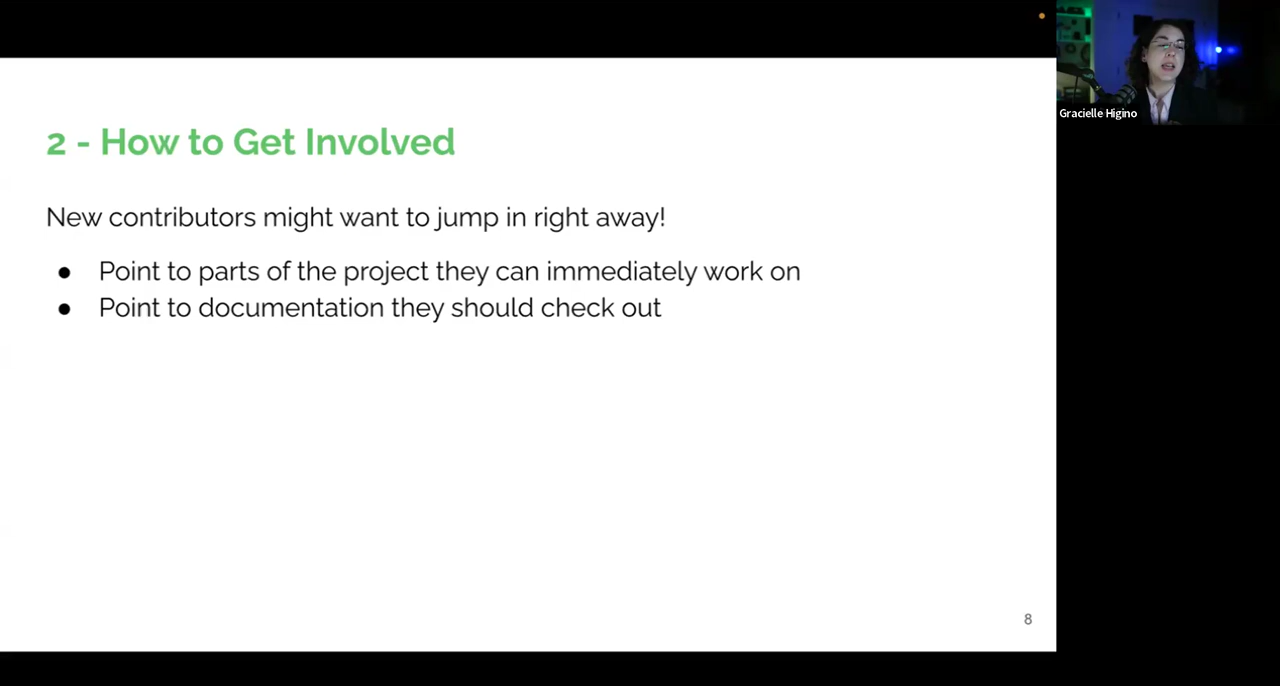 2 - How to Get Involved
New contributors might want to jump in right away!
● Point to parts of the project they can immediately work on
● Point to documentation they should check out
8
Gracielle Higino